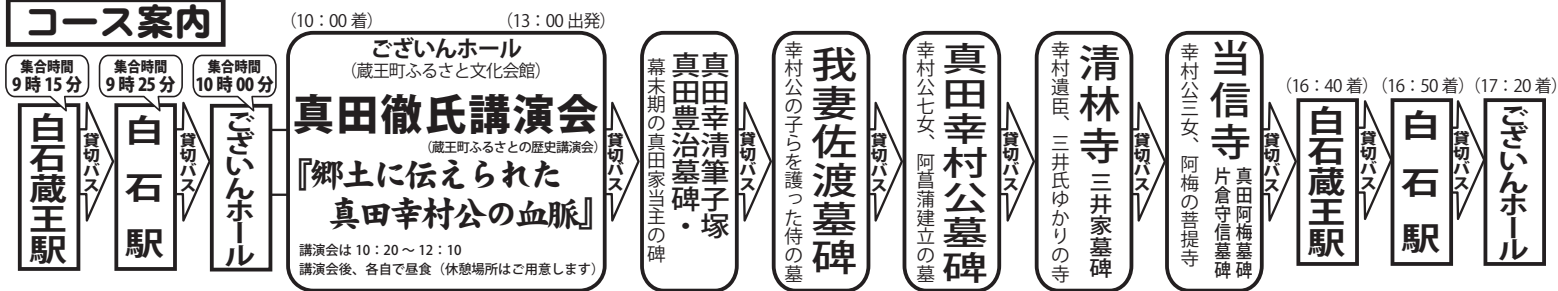 コース案内
集合時間
9時15分
白石蔵王駅
貸切バス
集合時間
9時25分
白石駅
貸切バス
集合時間
10時00分
ございんホール
(10：00着)
(13：00出発)
ございんホール
(蔵王町ふるさと文化会館)
真田徹氏講演会
(蔵王町ふるさとの歴史講演会)
『郷土に伝えられた
真田幸村公の血脈』
講演会は10：20～12：10
講演会後、各自で昼食（休憩場所はご用意します）
貸切バス
真田幸清筆子塚
真田豊治墓碑・
幕末期の真田家当主の碑
貸切バス
我妻佐渡墓碑
幸村公の子らを護った侍の墓
貸切バス
真田幸村公墓碑
幸村公七女、阿菖蒲建立の墓
貸切バス
清林寺 三井家墓碑
幸村遺臣、三井氏ゆかりの寺
貸切バス
当信寺 真田阿梅墓碑
片倉守信墓碑
幸村公三女、阿梅の菩提寺
貸切バス
(16：40着)
白石蔵王駅
(16：50着)
白石駅
(17：20着)
ございんホール